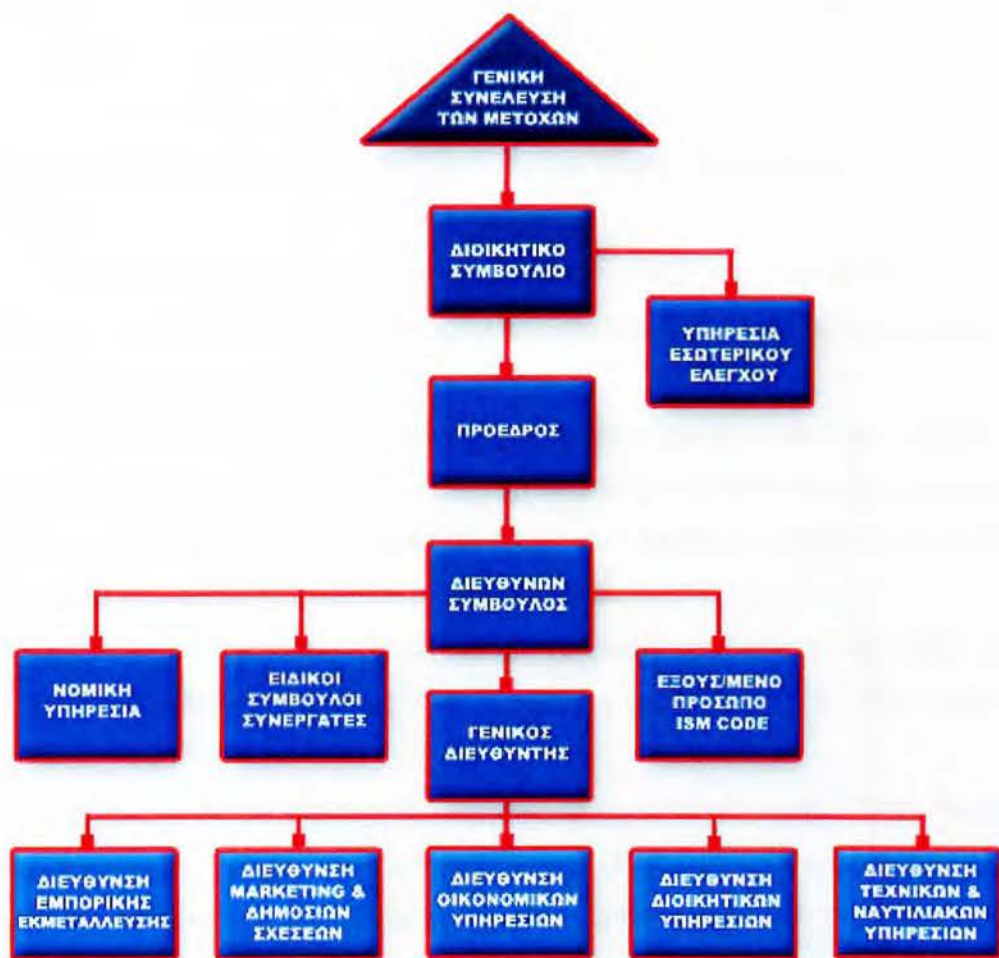 ΓΕΝΙΚΗ
ΣΥΝΕΛΕΥΣΗ
ΤΩΝ ΜΕΤΟΧΩΝ
ΔΙΟΙΚΗΤΙΚΟ
ΣΥΜΒΟΥΛΙΟ
ΥΠΗΡΕΣΙΑ
ΕΣΩΤΕΡΙΚΟΥ
ΕΛΕΓΧΟΥ
ΠΡΟΕΔΡΟΣ
ΔΙΕΥΘΥΝΩΝ
ΣΥΜΒΟΥΛΟΣ
ΝΟΜΙΚΗ
ΥΠΗΡΕΣΙΑ
ΕΙΔΙΚΟΙ
ΣΥΜΒΟΥΛΟΙ
ΣΥΝΕΡΓΑΤΕΣ
ΕΞΟΥΣ/ΜΕΝΟ
ΠΡΟΣΩΠΟ
ISM CODE
ΓΕΝΙΚΟΣ
ΔΙΕΥΘΥΝΤΗΣ
ΔΙΕΥΘΥΝΣΗ
ΕΜΠΟΡΙΚΗΣ
ΕΚΜΕΤΑΛΛΕΥΣΗΣ
ΔΙΕΥΘΥΝΣΗ
MARKETING &
ΔΗΜΟΣΙΩΝ
ΣΧΕΣΕΩΝ
ΔΙΕΥΘΥΝΣΗ
ΟΙΚΟΝΟΜΙΚΩΝ
ΥΠΗΡΕΣΙΩΝ
ΔΙΕΥΘΥΝΣΗ
ΔΙΟΙΚΗΤΙΚΩΝ
ΥΠΗΡΕΣΙΩΝ
ΔΙΕΥΘΥΝΣΗ
ΤΕΧΝΙΚΩΝ &
ΝΑΥΤΙΛΙΑΚΩΝ
ΥΠΗΡΕΣΙΩΝ